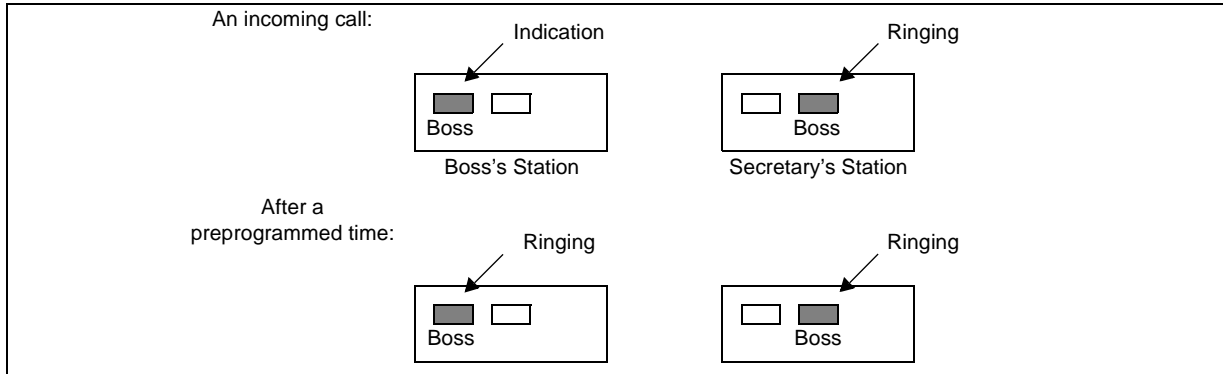 An incoming call:
Indication
Ringing
Boss
Boss
Boss's Station
Secretary's Station
After a
preprogrammed time:
Ringing
Ringing
Boss
Boss